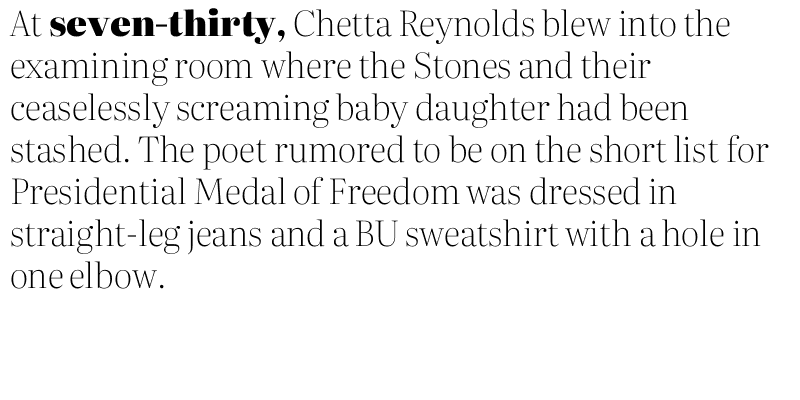 At seven-thirty, Chetta Reynolds blew into the
examining room where the Stones and their
ceaselessly screaming baby daughter had been
stashed. The poet rumored to be on the short list for
Presidential Medal of Freedom was dressed in
straight-leg jeans and a BU sweatshirt with a hole in
one elbow.